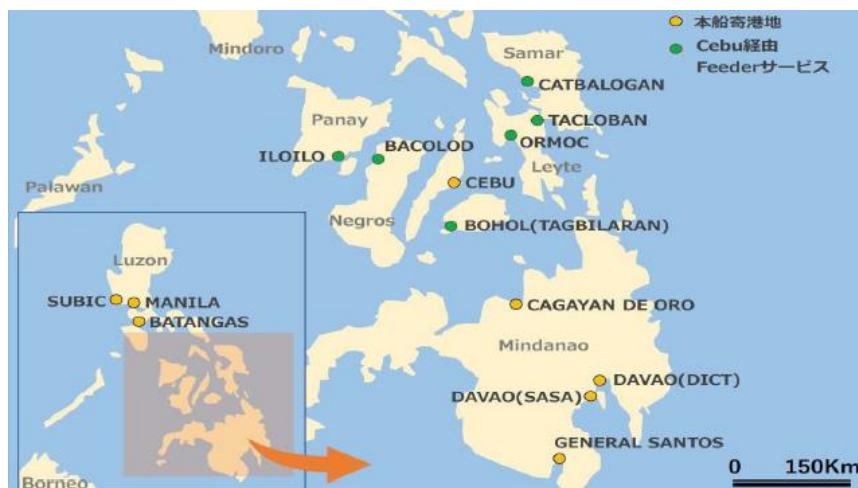 本船寄港地
Cebu経由
Feederサービス
Mindoro
Samar
CATBALOGAN
Panay
TACLOBAN
BACOLOD
ORMOC
ILOILO
Leyte
CEBU
Palawan
Negros
BOHOL(TAGBILARAN)
Luzon
SUBIC
MANILA
BATANGAS
CAGAYAN DE ORO
Mindanao
DAVAO(DICT)
DAVAO(SASA)
GENERAL SANTOS
Borneo
0 150Km